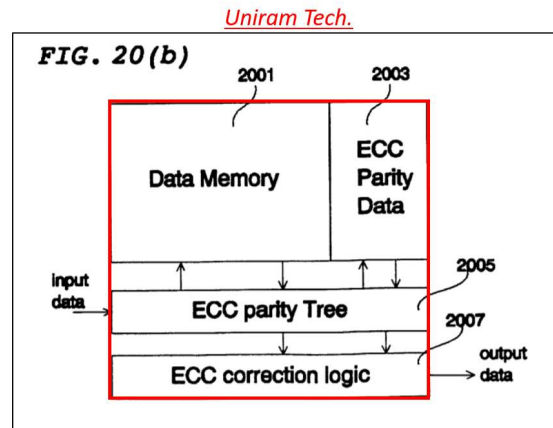 Uniram Tech.
FIG. 20(b)
2001
2003
Data Memory
ECC
Parity
Data
input
data
2005
ECC parity Tree
2007
ECC correction logic
output
data